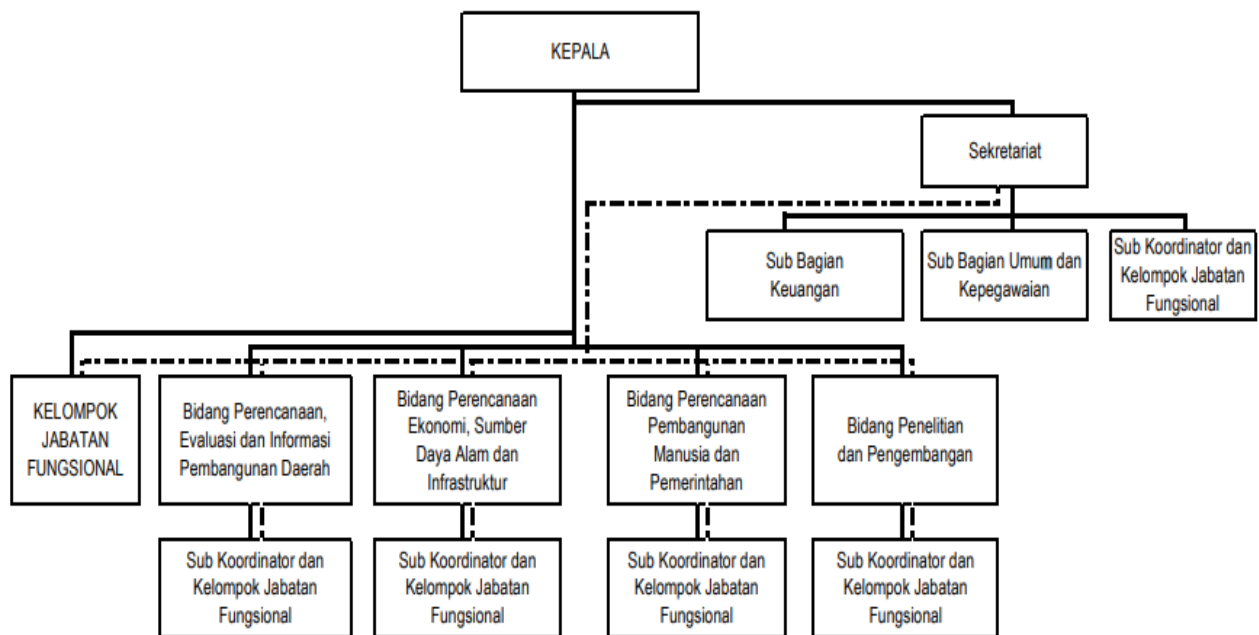 KEPALA
Sekretariat
Sub Bagian
Keuangan
Sub Bagian Umum dan
Kepegawaian
Sub Koordinator dan
Kelompok Jabatan
Fungsional
KELOMPOK
JABATAN
FUNGSIONAL
Bidang Perencanaan,
Evaluasi dan Informasi
Pembangunan Daerah
Bidang Perencanaan
Ekonomi, Sumber
Daya Alam dan
Infrastruktur
Bidang Perencanaan
Pembangunan
Manusia dan
Pemerintahan
Bidang Penelitian
dan Pengembangan
Sub Koordinator dan
Kelompok Jabatan
Fungsional
Sub Koordinator dan
Kelompok Jabatan
Fungsional
Sub Koordinator dan
Kelompok Jabatan
Fungsional
Sub Koordinator dan
Kelompok Jabatan
Fungsional